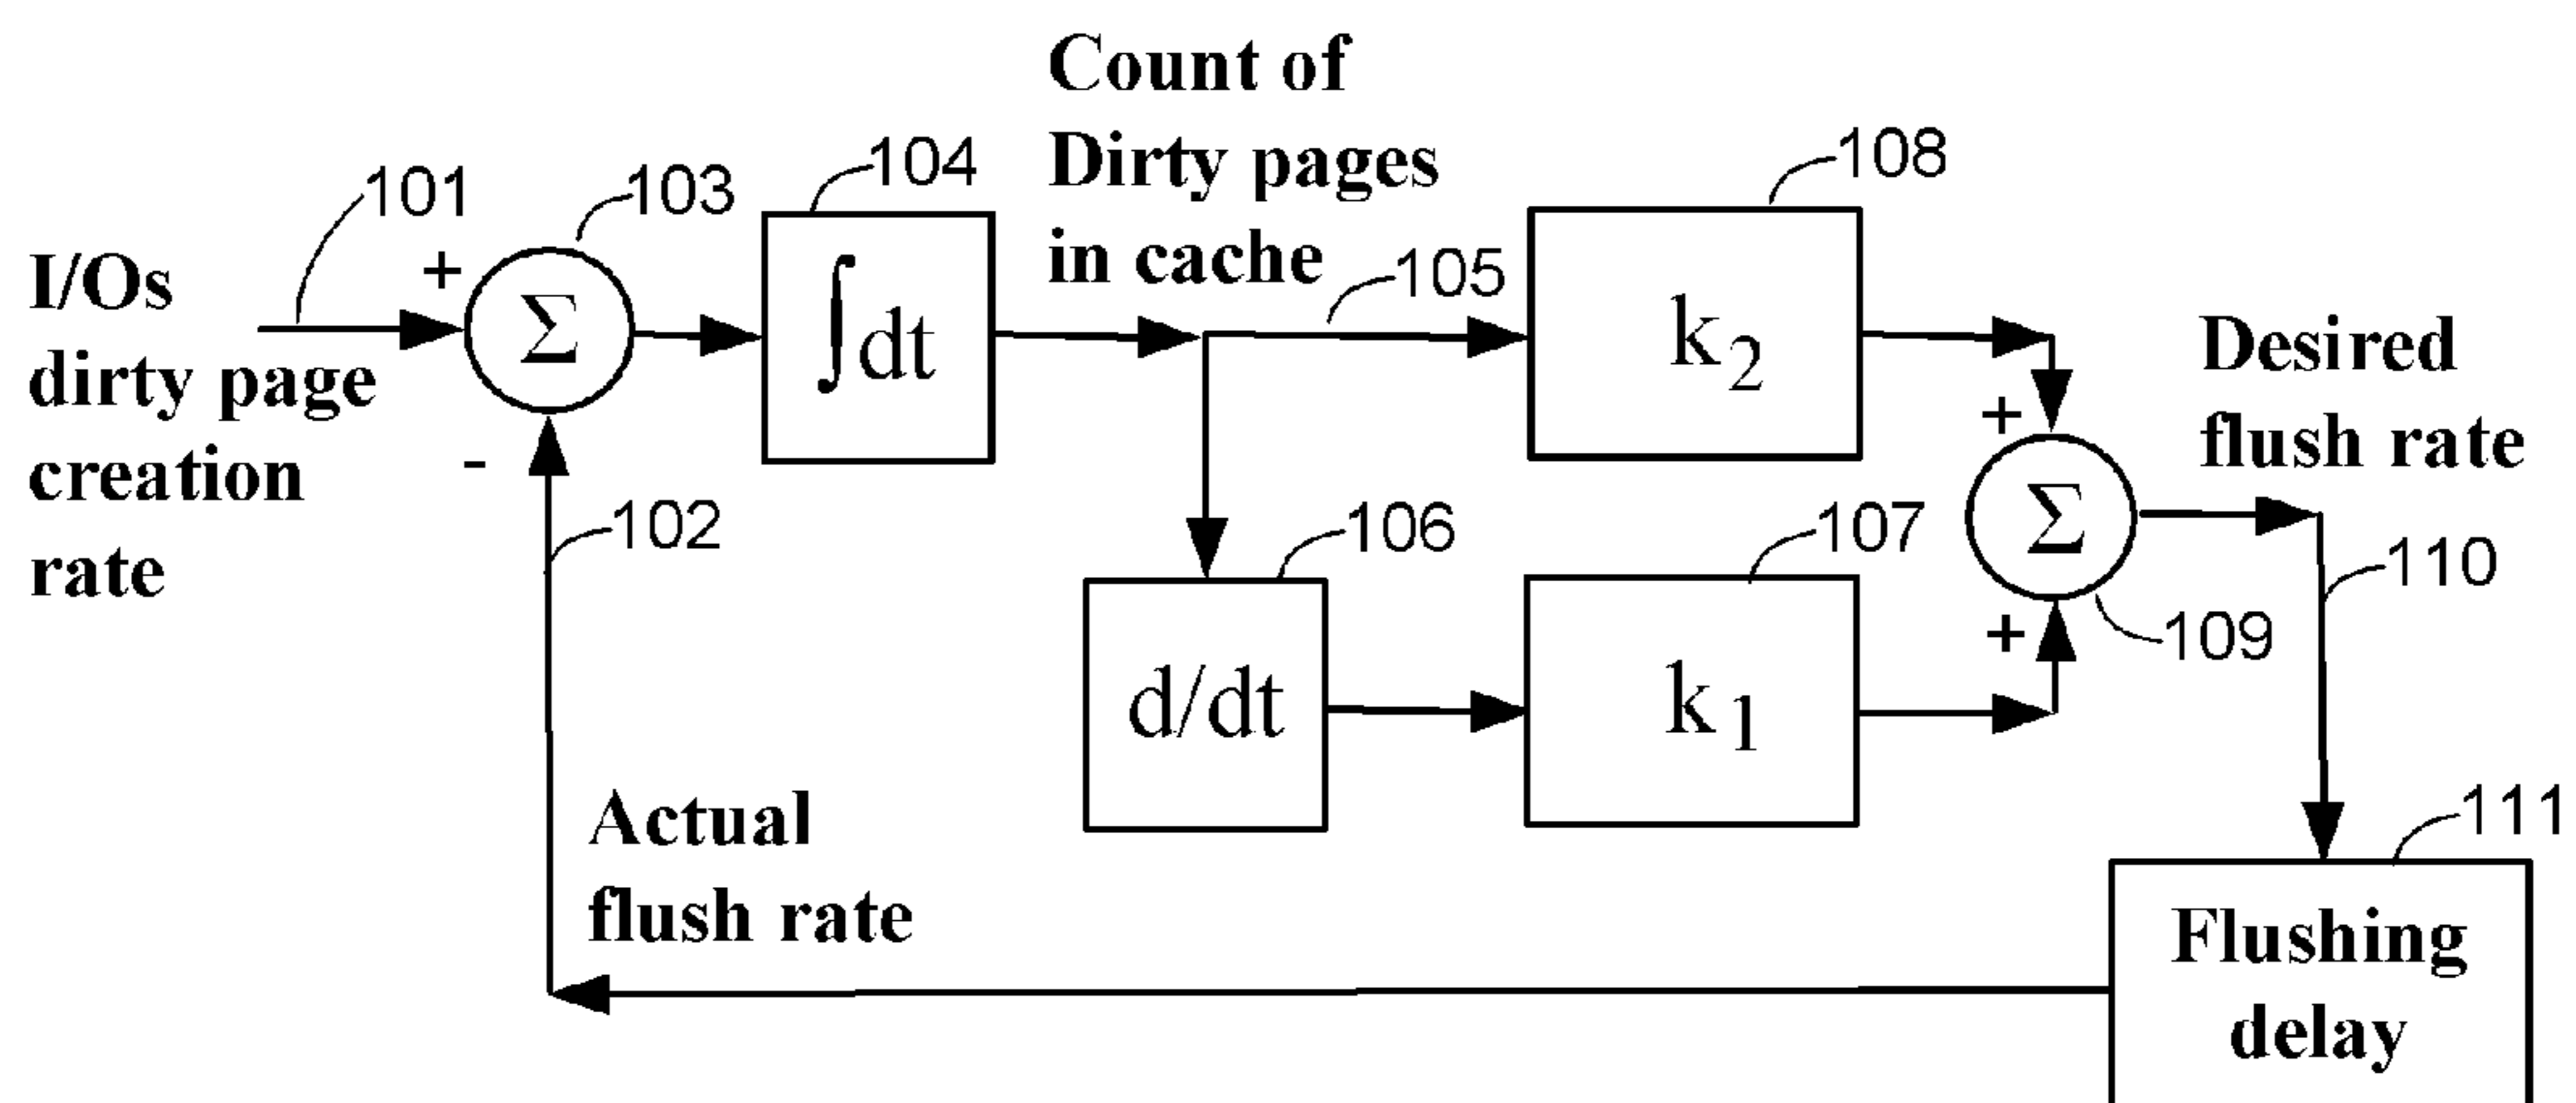 Count of
Dirty pages
in cache
101
103
104
105
108
I/Os
dirty page
creation
rate
+
-
Σ
∫dt
k2
102
106
107
d/dt
k1
+
+
Σ
109
Desired
flush rate
110
111
Actual
flush rate
Flushing
delay